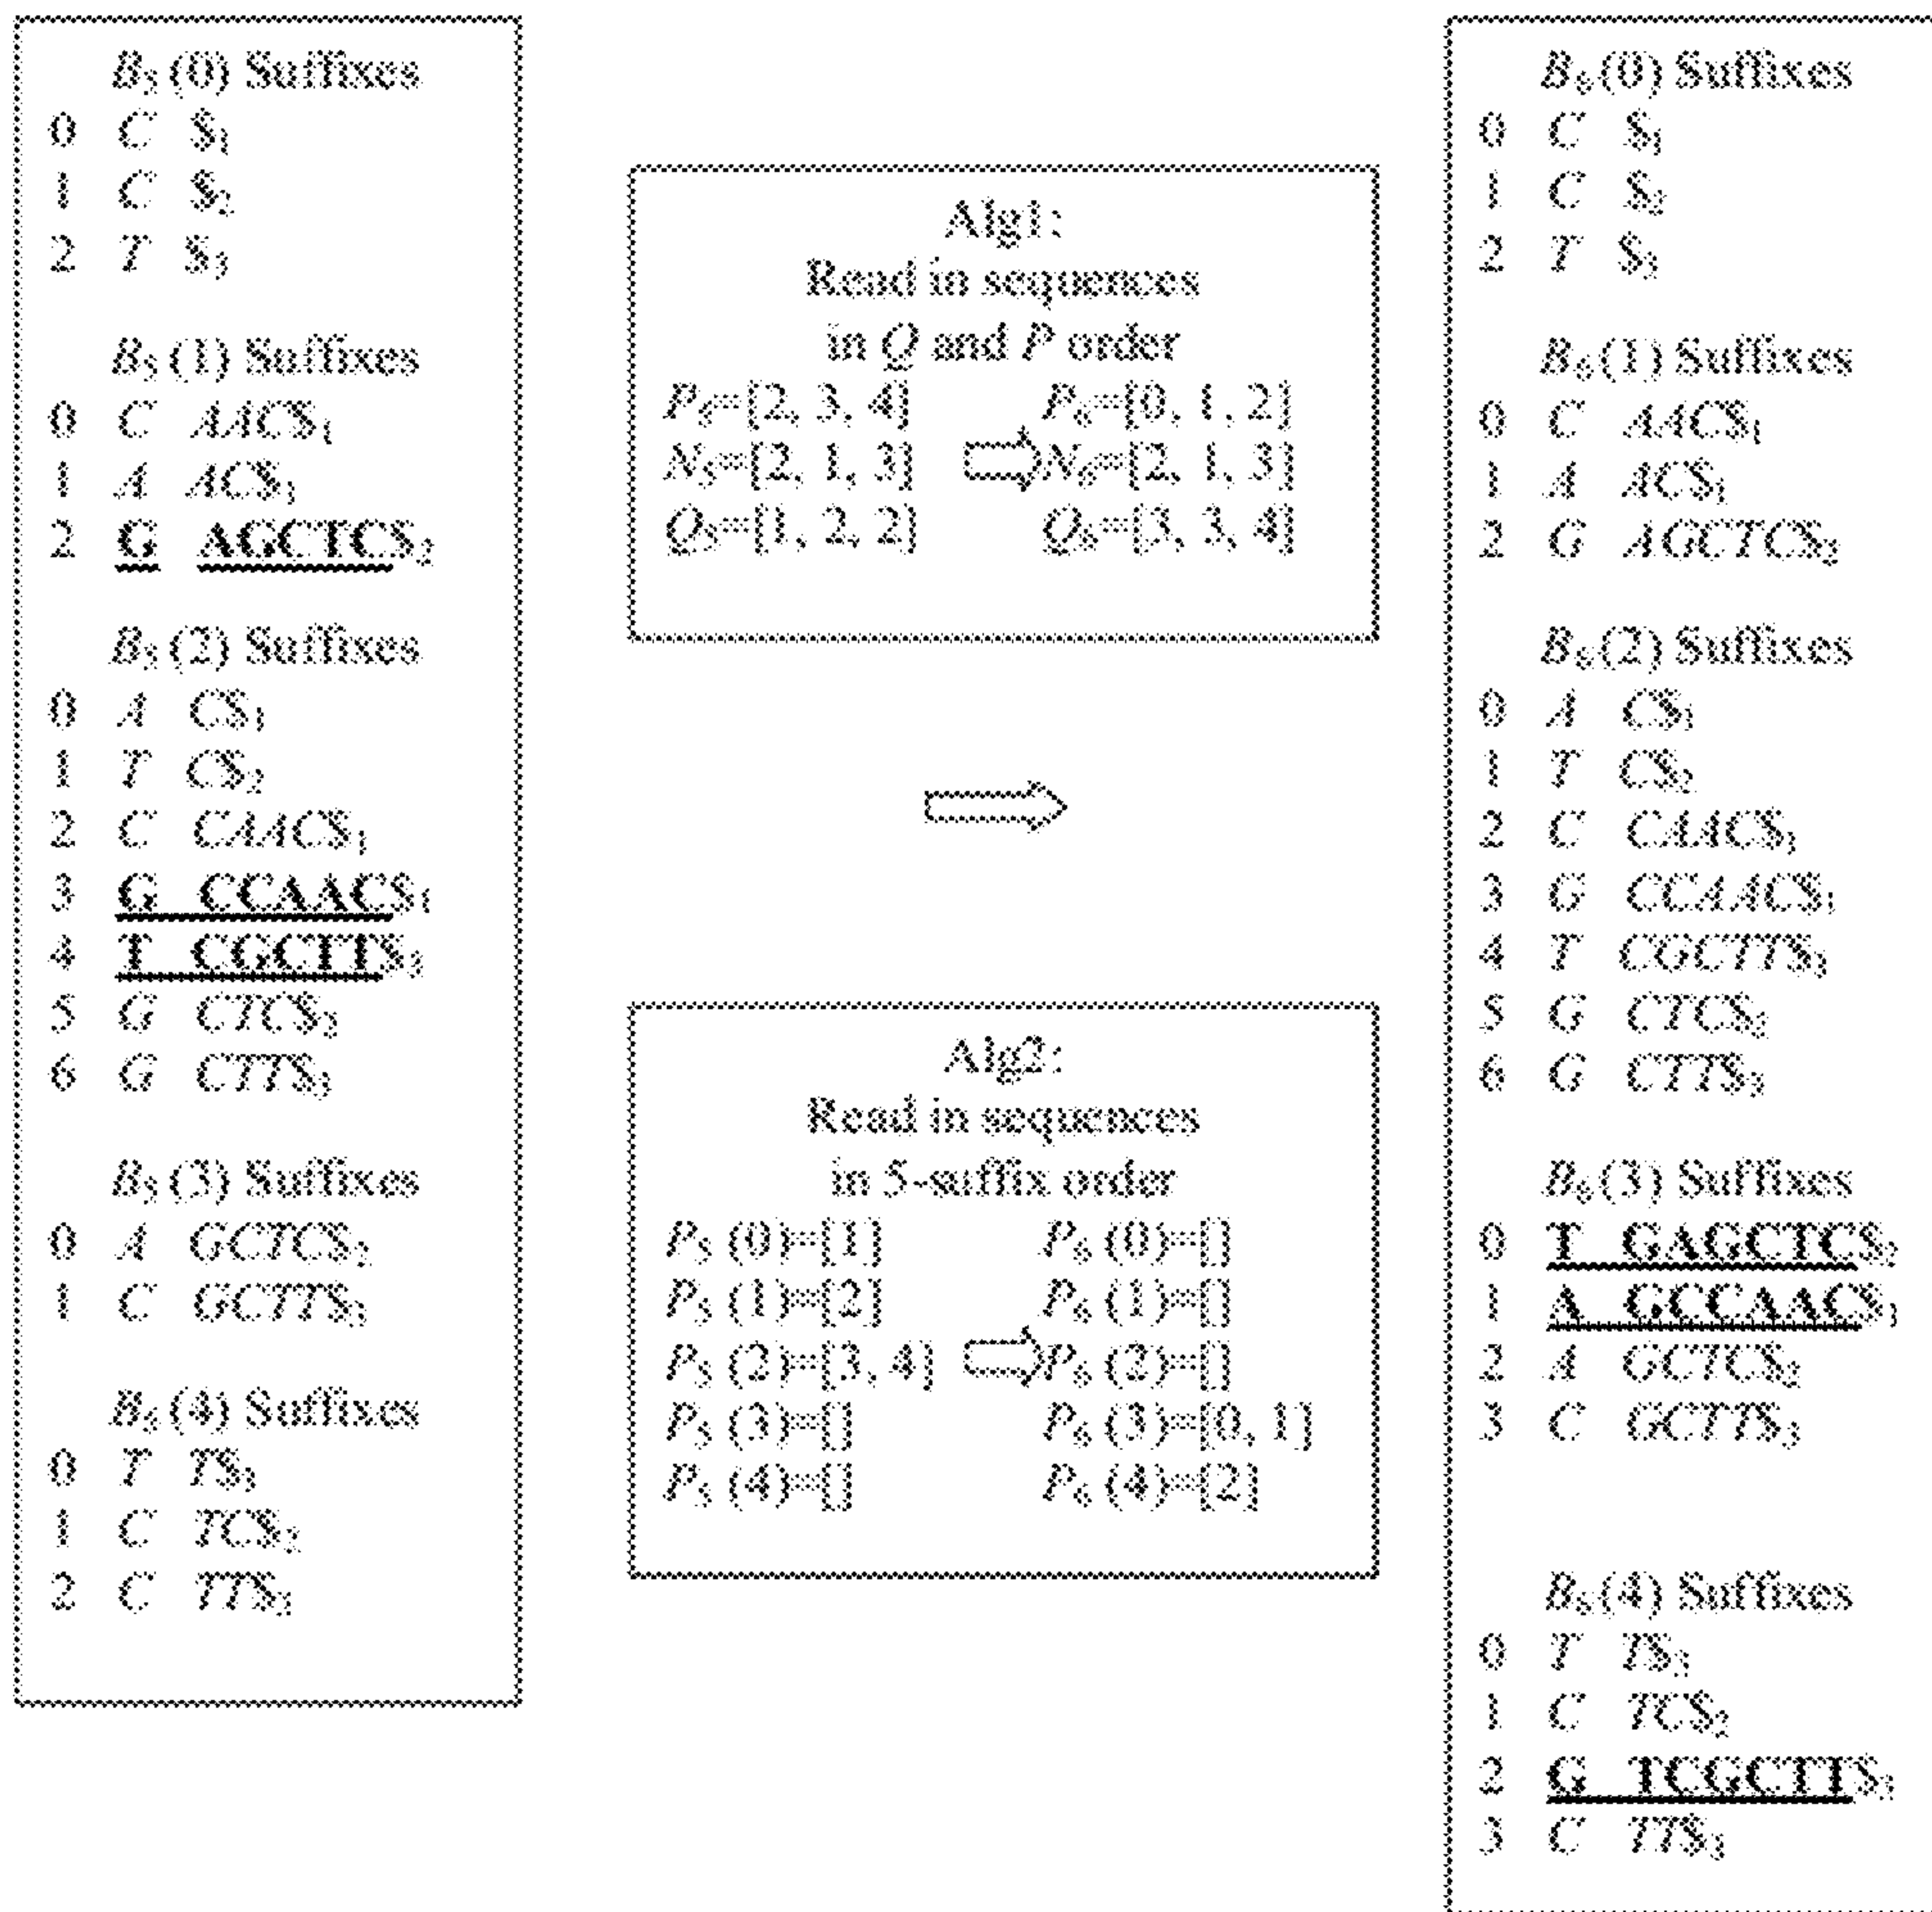 B₅ (0) Suffixes
0 C $₁
1 C $₂
2 T $₃
B₅ (1) Suffixes
0 C AAC$₁
1 A AC$₁
2 G AGCTC$₂
B₅ (2) Suffixes
0 A C$₁
1 T C$₂
2 C CAAC$₁
3 G CCAAC$₁
4 T CGCTT$₃
5 G CTC$₂
6 G CTT$₃
B₅ (3) Suffixes
0 A GCTC$₂
1 C GCTT$₃
B₅ (4) Suffixes
0 T T$₃
1 C TC$₂
2 C TT$₃
Alg1:
Read in sequences
in Q and P order
P₅=[2, 3, 4] P₆=[0, 1, 2]
N₅=[2, 1, 3] N₆=[2, 1, 3]
Q₅=[1, 2, 2] Q₆=[3, 3, 4]
Alg2:
Read in sequences
in 5-suffix order
P₅ (0)=[1] P₆ (0)=[]
P₅ (1)=[2] P₆ (1)=[]
P₅ (2)=[3, 4] P₆ (2)=[]
P₅ (3)=[] P₆ (3)=[0, 1]
P₅ (4)=[] P₆ (4)=[2]
B₆(0) Suffixes
0 C $₁
1 C $₂
2 T $₃
B₆(1) Suffixes
0 C AAC$₁
1 A AC$₁
2 G AGCTC$₂
B₆(2) Suffixes
0 A C$₁
1 T C$₂
2 C CAAC$₁
3 G CCAAC$₁
4 T CGCTT$₃
5 G CTC$₂
6 G CTT$₃
B₆(3) Suffixes
0 T GAGCTC$₂
1 A GCCAAC$₁
2 A GCTC$₂
3 C GCTT$₃
B₆(4) Suffixes
0 T T$₃
1 C TC$₂
2 G TCGCTT$₃
3 C TT$₃